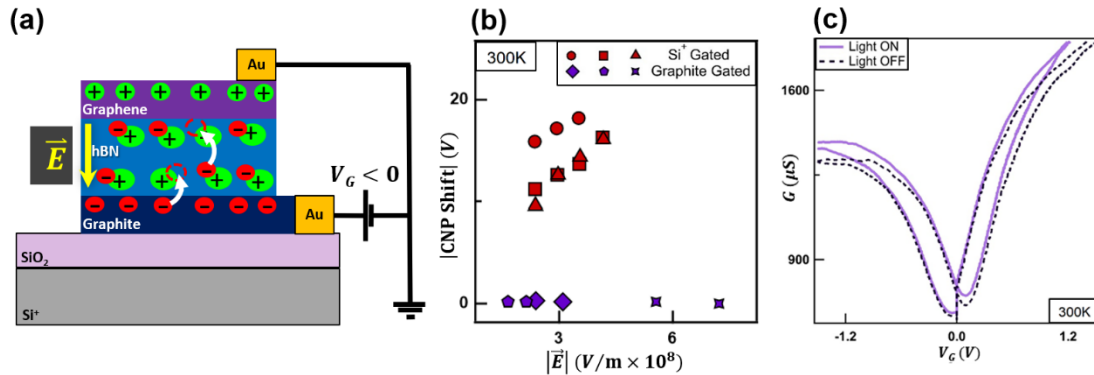 (a)
Au
Graphene
E
hBN
V_G < 0
Graphite
Au
SiO₂
Si⁺
(b)
300K
Si⁺ Gated
Graphite Gated
|CNP Shift| (V)
20
0
3
6
|E⃗| (V/m × 10⁸)
(c)
Light ON
Light OFF
G (μS)
1600
900
300K
-1.2
0.0
1.2
V_G (V)